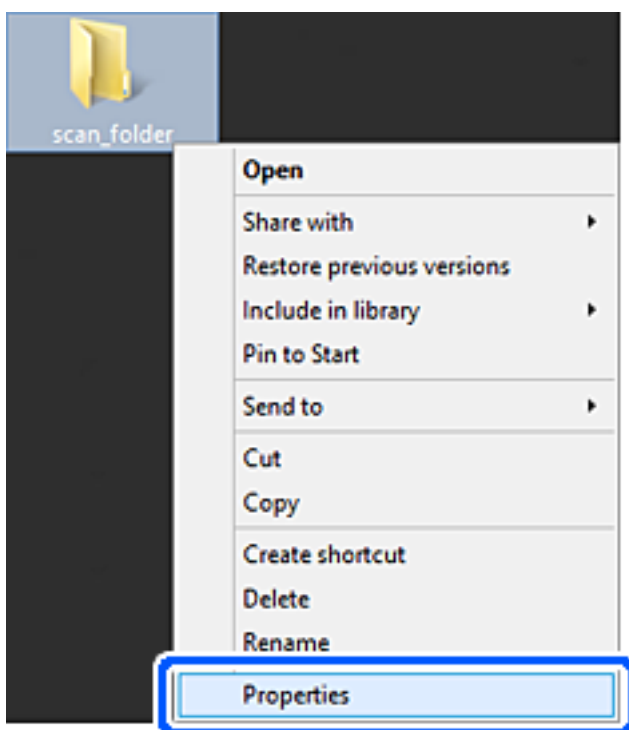 scan_folder
Open
Share with
Restore previous versions
Include in library
Pin to Start
Send to
Cut
Copy
Create shortcut
Delete
Rename
Properties